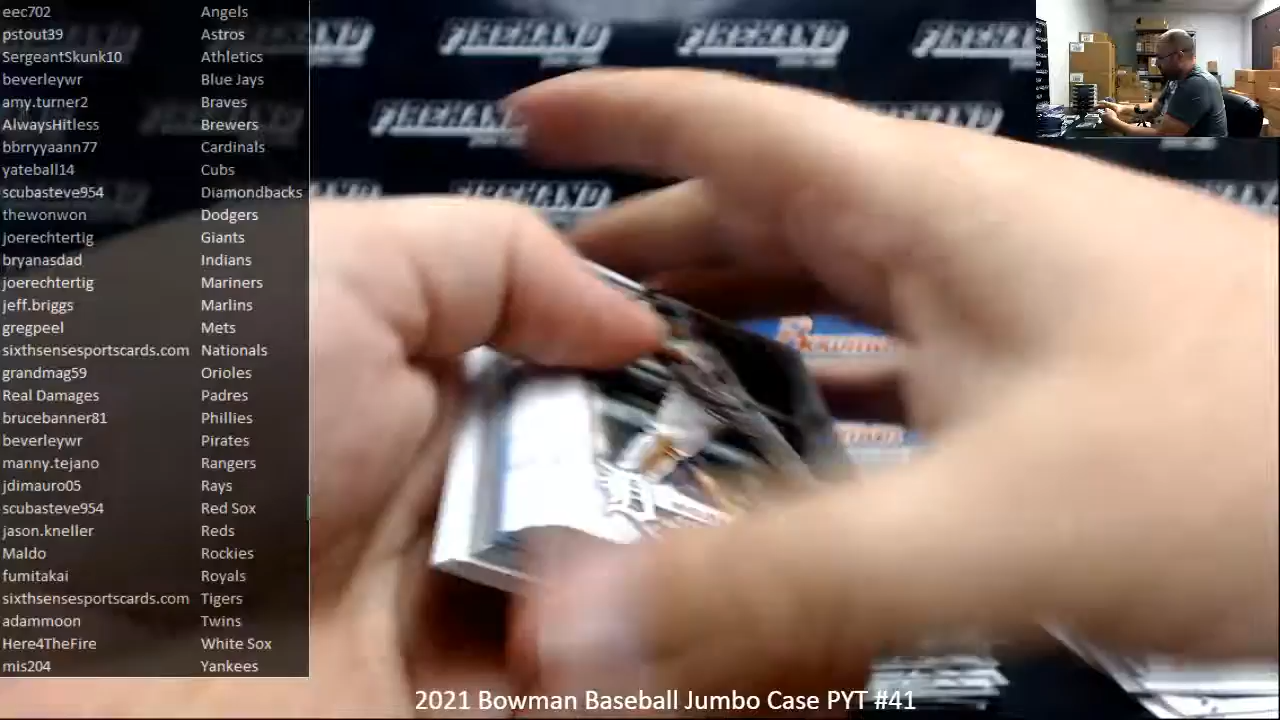 eec702 Angels
pstout39 Astros
SergeantSkunk10 Athletics
beverleywr Blue Jays
amy.turner2 Braves
AlwaysHitless Brewers
bbrryyaann77 Cardinals
yateball14 Cubs
scubasteve954 Diamondbacks
thewonwon Dodgers
joerechtertig Giants
bryanasdad Indians
joerechtertig Mariners
jeff.briggs Marlins
gregpeel Mets
sixthsensesportscards.com Nationals
grandmag59 Orioles
Real Damages Padres
brucebanner81 Phillies
beverleywr Pirates
manny.tejano Rangers
jdimauro05 Rays
scubasteve954 Red Sox
jason.kneller Reds
Maldo Rockies
fumitakai Royals
sixthsensesportscards.com Tigers
adammoon Twins
Here4TheFire White Sox
mis204 Yankees
FIREHAND FIREHAND
FIREHAND
FIREHAND
2021 Bowman Baseball Jumbo Case PYT #41